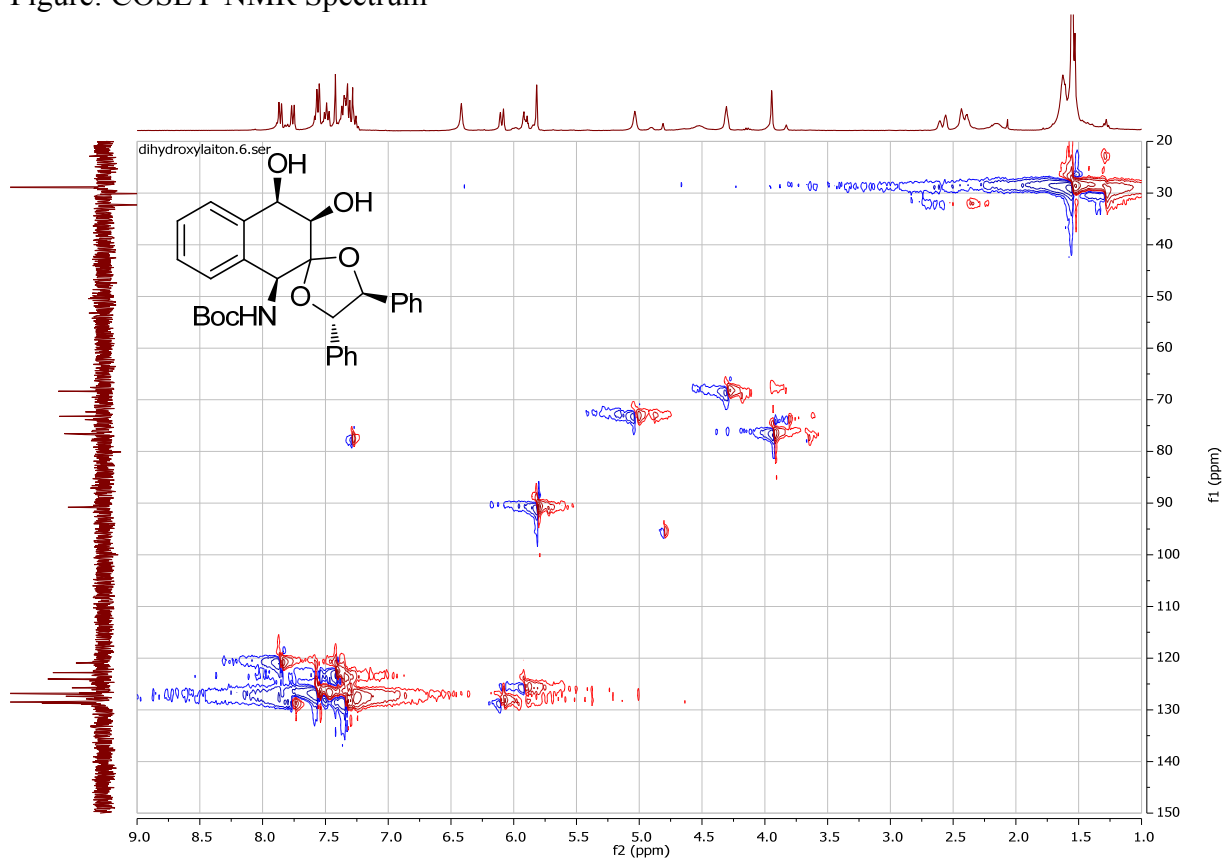 Figure: COSEY NMR Spectrum
dihydroxylaiton.6.ser
OH
OH
O
O
Ph
BocHN
Ph
20
30
40
50
60
70
80
90
100
110
120
130
140
150
f1 (ppm)
9.0 8.5 8.0 7.5 7.0 6.5 6.0 5.5 5.0 4.5 4.0 3.5 3.0 2.5 2.0 1.5 1.0
f2 (ppm)